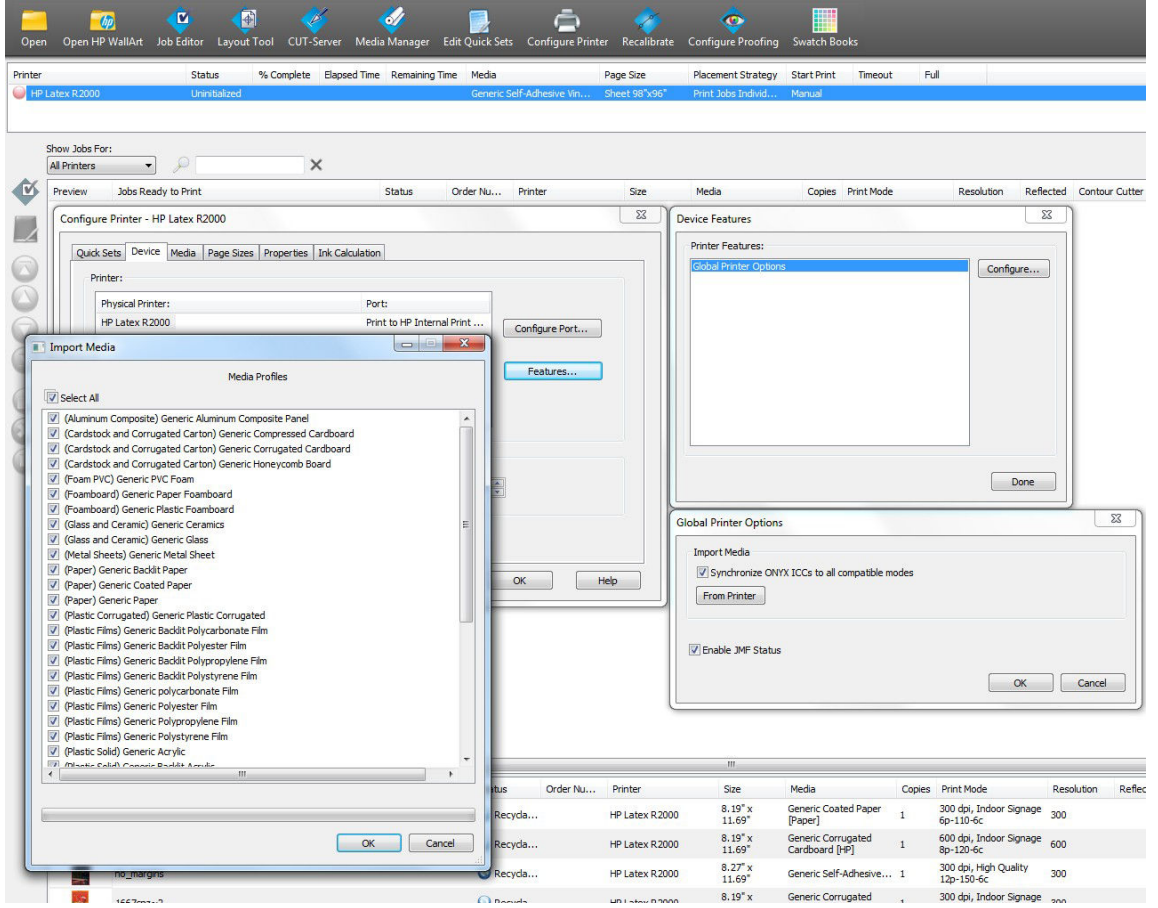 Open Open HP WallArt Job Editor Layout Tool CUT-Server Media Manager Edit Quick Sets Configure Printer Recalibrate Configure Proofing Swatch Books
Printer Status % Complete Elapsed Time Remaining Time Media Page Size Placement Strategy Start Print Timeout Full
HP Latex R2000 Uninitialized Generic Self-Adhesive Vin... Sheet 98"x96" Print Jobs Individ... Manual
Show Jobs For:
All Printers
Preview Jobs Ready to Print Status Order Nu... Printer Size Media Copies Print Mode Resolution Reflected Contour Cutter
Configure Printer - HP Latex R2000
Quick Sets Device Media Page Sizes Properties Ink Calculation
Printer:
Physical Printer: Port:
HP Latex R2000 Print to HP Internal Print ...
Configure Port...
Features...
OK Help
Device Features
Printer Features:
Global Printer Options
Configure...
Done
Import Media
Media Profiles
Select All
(Aluminum Composite) Generic Aluminum Composite Panel
(Cardstock and Corrugated Carton) Generic Compressed Cardboard
(Cardstock and Corrugated Carton) Generic Corrugated Cardboard
(Cardstock and Corrugated Carton) Generic Honeycomb Board
(Foam PVC) Generic PVC Foam
(Foamboard) Generic Paper Foamboard
(Foamboard) Generic Plastic Foamboard
(Glass and Ceramic) Generic Ceramics
(Glass and Ceramic) Generic Glass
(Metal Sheets) Generic Metal Sheet
(Paper) Generic Backlit Paper
(Paper) Generic Coated Paper
(Paper) Generic Paper
(Plastic Corrugated) Generic Plastic Corrugated
(Plastic Films) Generic Backlit Polycarbonate Film
(Plastic Films) Generic Backlit Polyester Film
(Plastic Films) Generic Backlit Polypropylene Film
(Plastic Films) Generic Backlit Polystyrene Film
(Plastic Films) Generic polycarbonate Film
(Plastic Films) Generic Polyester Film
(Plastic Films) Generic Polypropylene Film
(Plastic Films) Generic Polystyrene Film
(Plastic Solid) Generic Acrylic
(Plastic Solid) Generic Backlit Acrylic
OK Cancel
Global Printer Options
Import Media
Synchronize ONYX ICCs to all compatible modes
From Printer
Enable JMF Status
OK Cancel
atus Order Nu... Printer Size Media Copies Print Mode Resolution Reflec
Recycla... HP Latex R2000 8.19" x Generic Coated Paper 1 300 dpi, Indoor Signage 300
11.69" [Paper] 6p-110-6c
Recycla... HP Latex R2000 8.19" x Generic Corrugated 1 600 dpi, Indoor Signage 600
11.69" Cardboard [HP] 8p-120-6c
no_margins Recycla... HP Latex R2000 8.27" x Generic Self-Adhesive... 1 300 dpi, High Quality 300
11.69" 12p-150-6c
Recycla HP Latex R2000 8.19" x Generic Corrugated 1 300 dpi, Indoor Signage 300